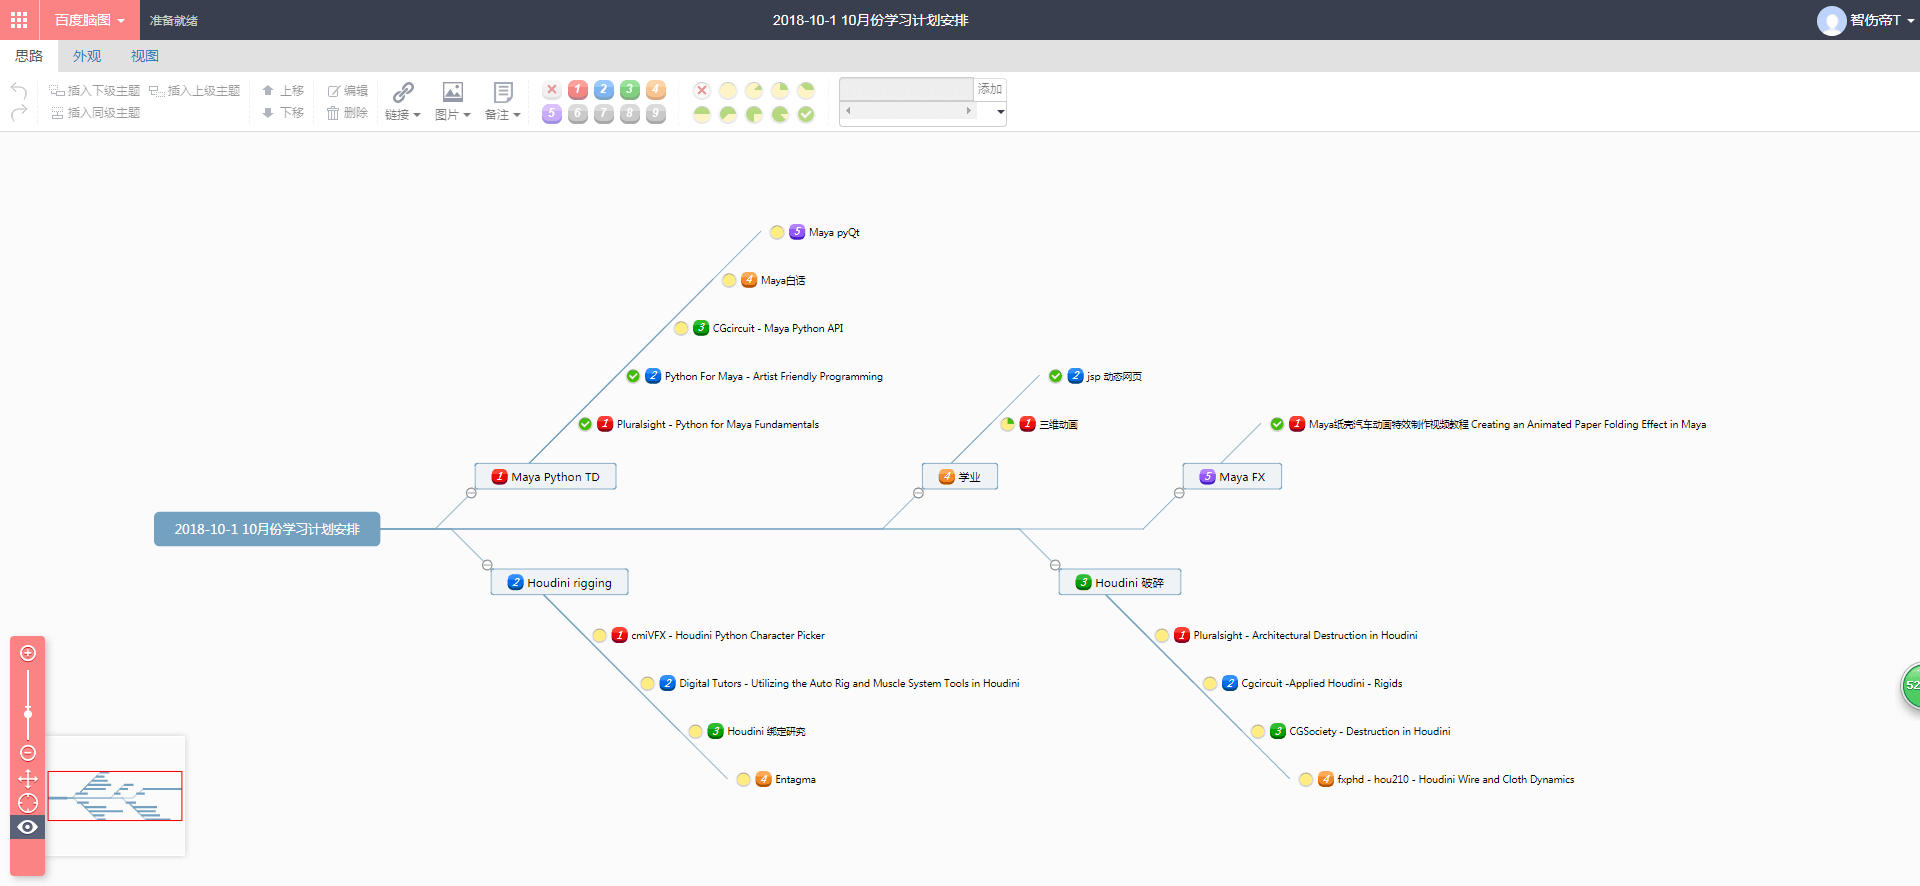 百度脑图
准备就绪
2018-10-1 10月份学习计划安排
智伤帝T
思路
外观
视图
插入下级主题
插入上级主题
插入同级主题
上移
下移
编辑
删除
链接
图片
备注
1 2 3 4
5 6 7 8 9
添加
5 Maya pyQt
4 Maya白话
3 CGcircuit - Maya Python API
2 Python For Maya - Artist Friendly Programming
1 Pluralsight - Python for Maya Fundamentals
1 Maya Python TD
2 jsp 动态网页
1 三维动画
4 学业
1 Maya纸壳汽车动画特效制作视频教程 Creating an Animated Paper Folding Effect in Maya
5 Maya FX
2018-10-1 10月份学习计划安排
2 Houdini rigging
1 cmiVFX - Houdini Python Character Picker
2 Digital Tutors - Utilizing the Auto Rig and Muscle System Tools in Houdini
3 Houdini 绑定研究
4 Entagma
3 Houdini 破碎
1 Pluralsight - Architectural Destruction in Houdini
2 Cgcircuit -Applied Houdini - Rigids
3 CGSociety - Destruction in Houdini
4 fxphd - hou210 - Houdini Wire and Cloth Dynamics
52